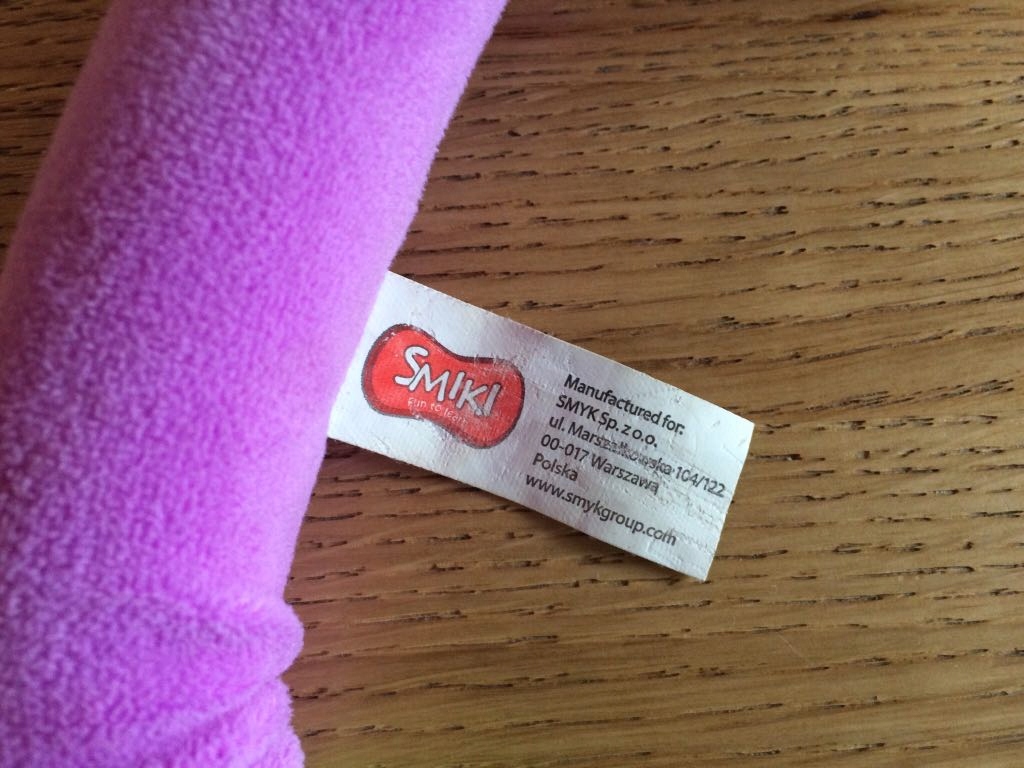 SMIKI
Fun to learn
Manufactured for:
SMYK Sp. z o.o.
ul. Marszałkowska 104/122
00-017 Warszawa
Polska
www.smykgroup.com